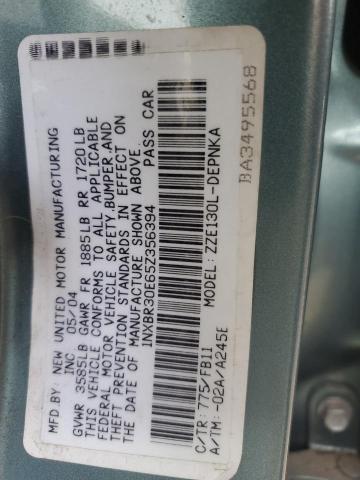 MFD BY: NEW UNITED MOTOR MANUFACTURING
INC 05/04
GVWR 3585LB GAWR FR 1885LB RR 1720LB
THIS VEHICLE CONFORMS TO ALL APPLICABLE
FEDERAL MOTOR VEHICLE SAFETY,BUMPER,AND
THEFT PREVENTION STANDARDS IN EFFECT ON
THE DATE OF MANUFACTURE SHOWN ABOVE.
1NXBR30E65Z356394 PASS CAR
MODEL: ZZE130L-DEPNKA
C/TR:775/FB11
A/TM:-02A/A245E
BA3495568